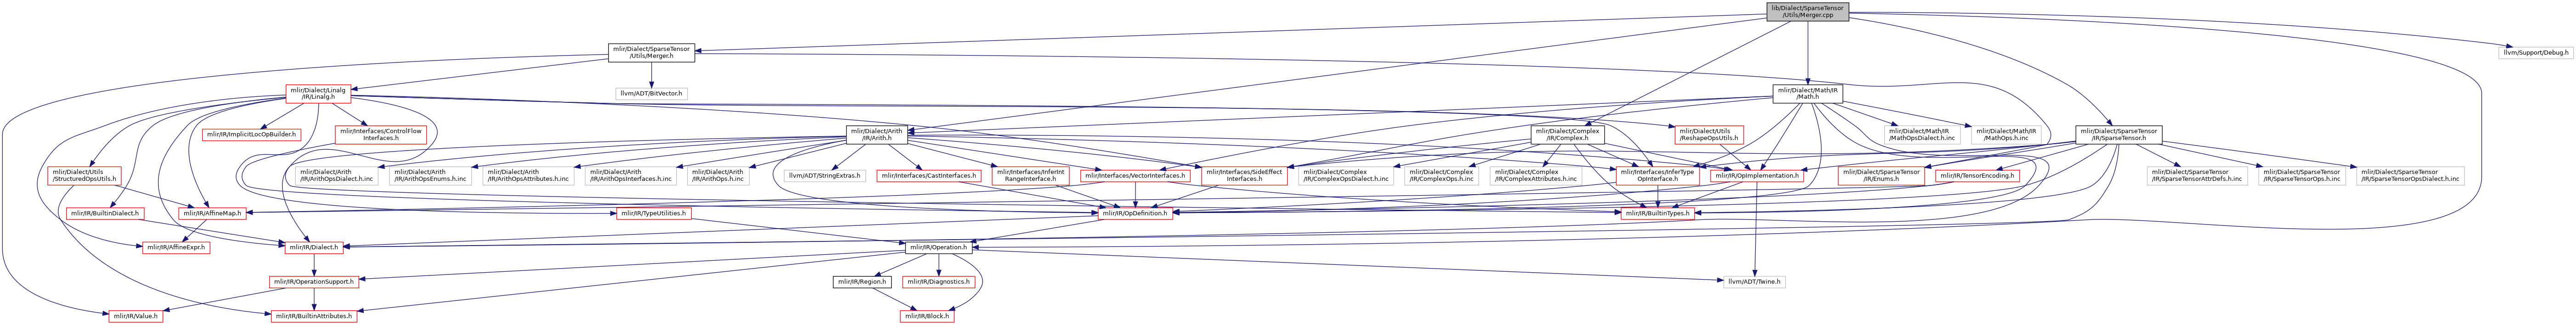 lib/Dialect/SparseTensor
/Utils/Merger.cpp
mlir/Dialect/SparseTensor
/Utils/Merger.h
llvm/Support/Debug.h
mlir/Dialect/Linalg
/IR/Linalg.h
llvm/ADT/BitVector.h
mlir/Dialect/Math/IR
/Math.h
mlir/IR/ImplicitLocOpBuilder.h
mlir/Interfaces/ControlFlow
Interfaces.h
mlir/Dialect/Arith
/IR/Arith.h
mlir/Dialect/Complex
/IR/Complex.h
mlir/Dialect/Utils
/ReshapeOpsUtils.h
mlir/Dialect/Math/IR
/MathOpsDialect.h.inc
mlir/Dialect/Math/IR
/MathOps.h.inc
mlir/Dialect/SparseTensor
/IR/SparseTensor.h
mlir/Dialect/Utils
/StructuredOpsUtils.h
mlir/Dialect/Arith
/IR/ArithOpsDialect.h.inc
mlir/Dialect/Arith
/IR/ArithOpsEnums.h.inc
mlir/Dialect/Arith
/IR/ArithOpsAttributes.h.inc
mlir/Dialect/Arith
/IR/ArithOpsInterfaces.h.inc
mlir/Dialect/Arith
/IR/ArithOps.h.inc
llvm/ADT/StringExtras.h
mlir/Interfaces/CastInterfaces.h
mlir/Interfaces/InferInt
RangeInterface.h
mlir/Interfaces/VectorInterfaces.h
mlir/Interfaces/SideEffect
Interfaces.h
mlir/Dialect/Complex
/IR/ComplexOpsDialect.h.inc
mlir/Dialect/Complex
/IR/ComplexOps.h.inc
mlir/Dialect/Complex
/IR/ComplexAttributes.h.inc
mlir/Interfaces/InferType
OpInterface.h
mlir/IR/OpImplementation.h
mlir/Dialect/SparseTensor
/IR/Enums.h
mlir/IR/TensorEncoding.h
mlir/Dialect/SparseTensor
/IR/SparseTensorAttrDefs.h.inc
mlir/Dialect/SparseTensor
/IR/SparseTensorOps.h.inc
mlir/Dialect/SparseTensor
/IR/SparseTensorOpsDialect.h.inc
mlir/IR/BuiltinDialect.h
mlir/IR/AffineMap.h
mlir/IR/TypeUtilities.h
mlir/IR/OpDefinition.h
mlir/IR/BuiltinTypes.h
mlir/IR/AffineExpr.h
mlir/IR/Dialect.h
mlir/IR/Operation.h
mlir/IR/OperationSupport.h
mlir/IR/Region.h
mlir/IR/Diagnostics.h
llvm/ADT/Twine.h
mlir/IR/Value.h
mlir/IR/BuiltinAttributes.h
mlir/IR/Block.h